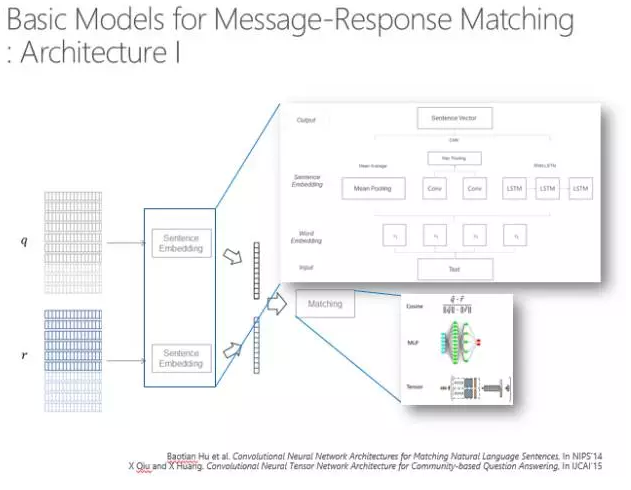 Basic Models for Message-Response Matching
: Architecture I
Output
Sentence Vector
Max Pooling
Mean Average
Sentence
Embedding
Mean Pooling
Conv
Conv
LSTM
LSTM
LSTM
Word
Embedding
Input
Text
q
Sentence
Embedding
Matching
r
Sentence
Embedding
Cosine
MLP
Tensor
Baotian Hu et al. Convolutional Neural Network Architectures for Matching Natural Language Sentences. In NIPS'14
X Qiu and X Huang. Convolutional Neural Tensor Network Architecture for Community-based Question Answering. In IJCAI'15